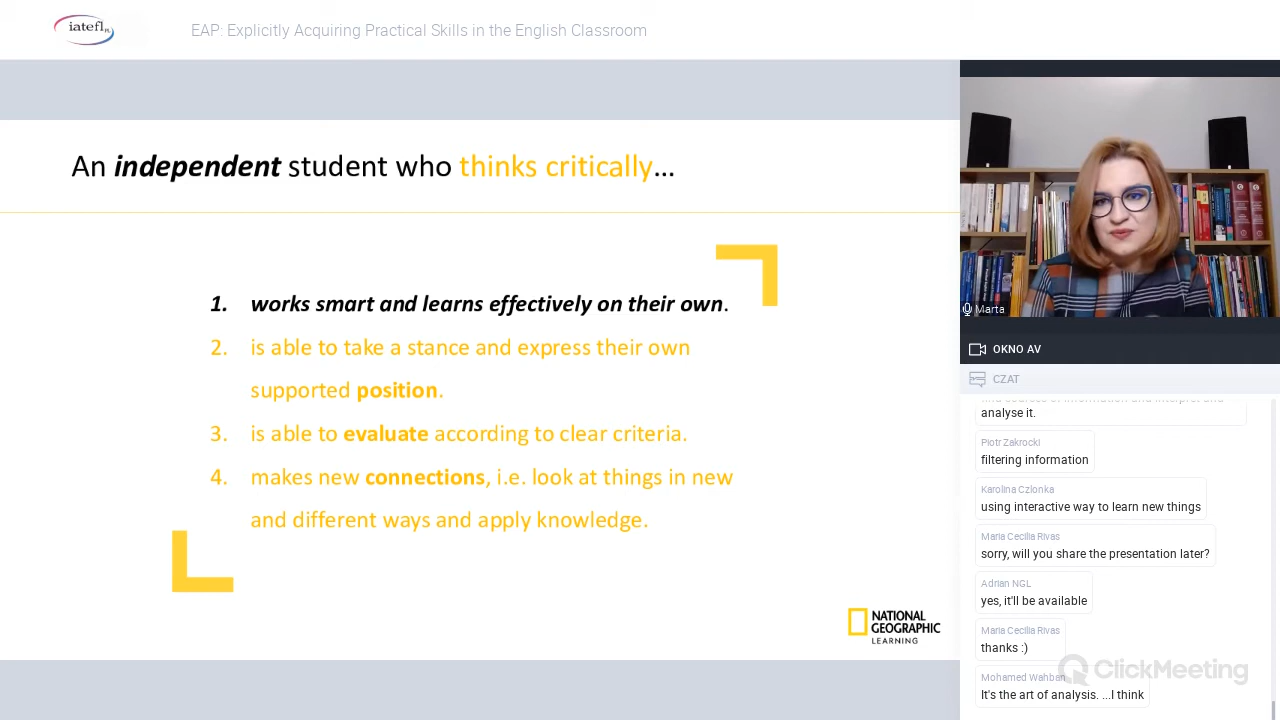 iatefl PL
EAP: Explicitly Acquiring Practical Skills in the English Classroom
An independent student who thinks critically…
1. works smart and learns effectively on their own.
2. is able to take a stance and express their own
supported position.
3. is able to evaluate according to clear criteria.
4. makes new connections, i.e. look at things in new
and different ways and apply knowledge.
NATIONAL
GEOGRAPHIC
LEARNING
Marta
OKNO AV
CZAT
analyse it.
Piotr Zakrocki
filtering information
Karolina Czlonka
using interactive way to learn new things
Maria Cecilia Rivas
sorry, will you share the presentation later?
Adrian NGL
yes, it'll be available
Maria Cecilia Rivas
thanks :)
ClickMeeting
Mohamed Wahban
It's the art of analysis. ...I think